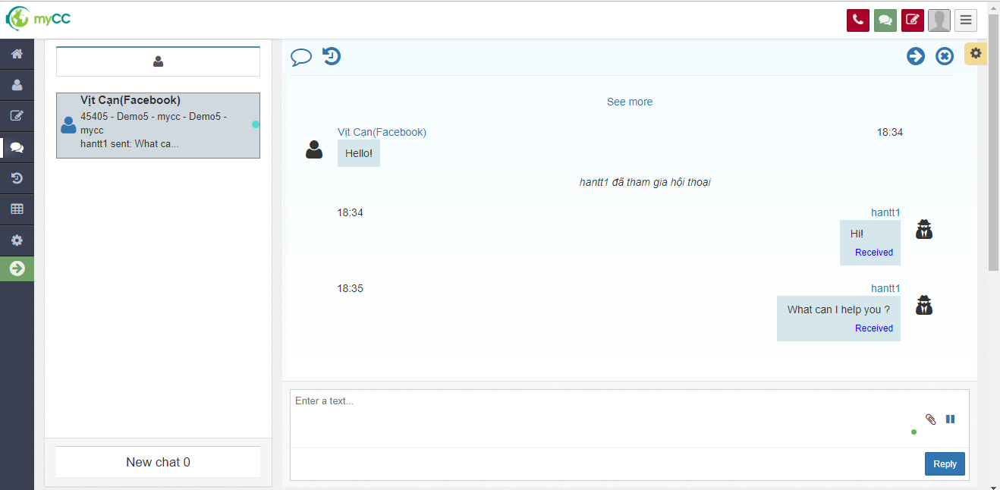 myCC
Vịt Cạn(Facebook)
45405 - Demo5 - mycc - Demo5 -
mycc
hantt1 sent: What ca...
New chat 0
See more
Vịt Cạn(Facebook) 18:34
Hello!
hantt1 đã tham gia hội thoại
18:34 hantt1
Hi!
Received
18:35 hantt1
What can I help you ?
Received
Enter a text...
Reply